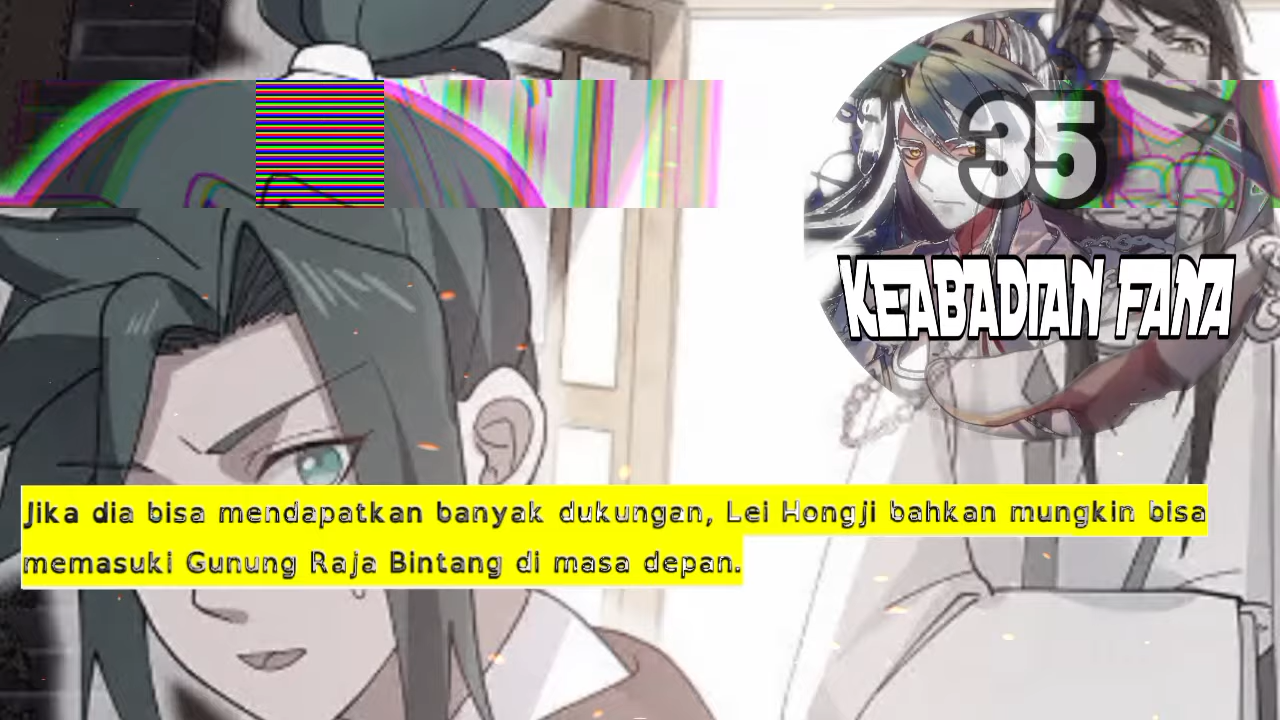 35
KEABADIAN FANA
Jika dia bisa mendapatkan banyak dukungan, Lei Hongji bahkan mungkin bisa
memasuki Gunung Raja Bintang di masa depan.